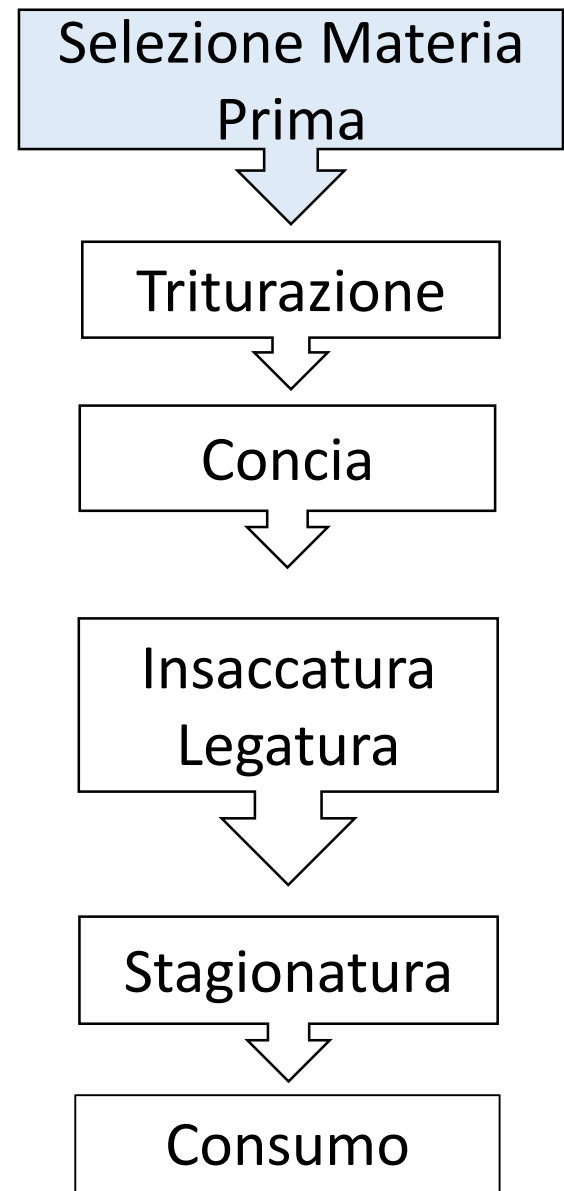 Selezione Materia
Prima
Triturazione
Concia
Insaccatura
Legatura
Stagionatura
Consumo